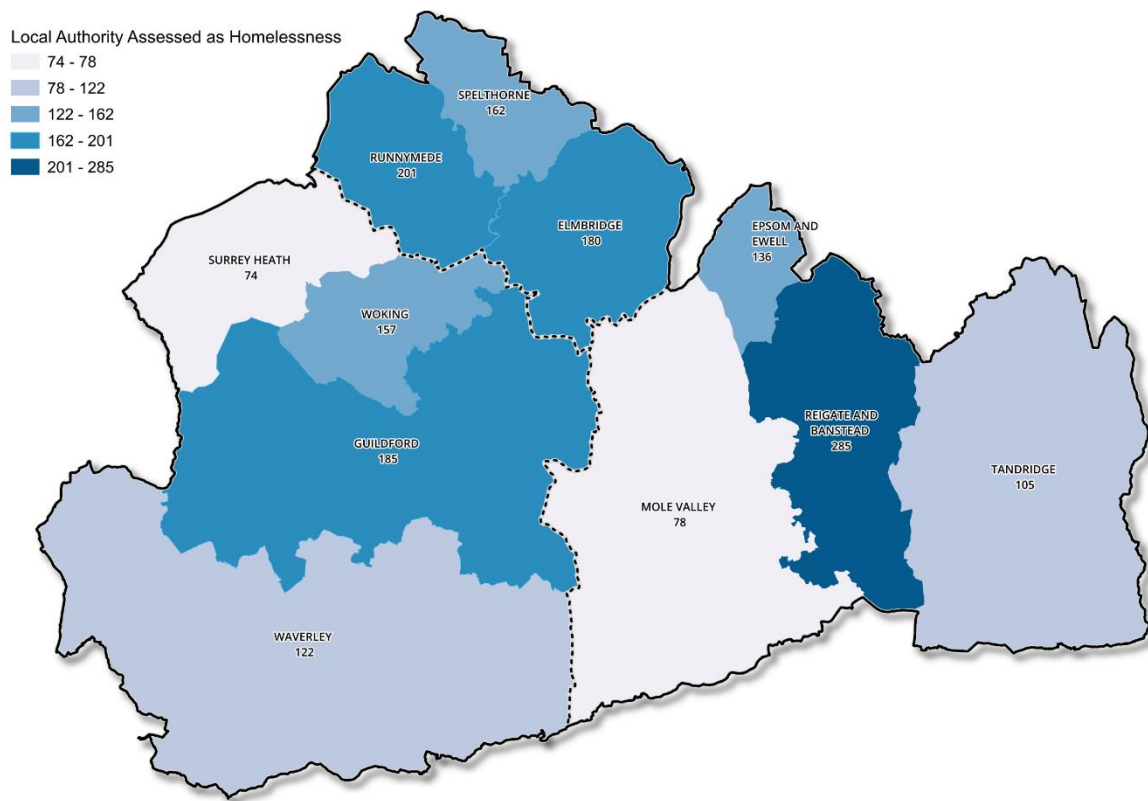 Local Authority Assessed as Homelessness
74 - 78
78 - 122
122 - 162
162 - 201
201 - 285
SPELTHORNE
162
RUNNYMEDE
201
ELMBRIDGE
180
EPSOM AND
EWELL
136
SURREY HEATH
74
WOKING
157
REIGATE AND
BANSTEAD
285
GUILDFORD
185
TANDRIDGE
105
MOLE VALLEY
78
WAVERLEY
122